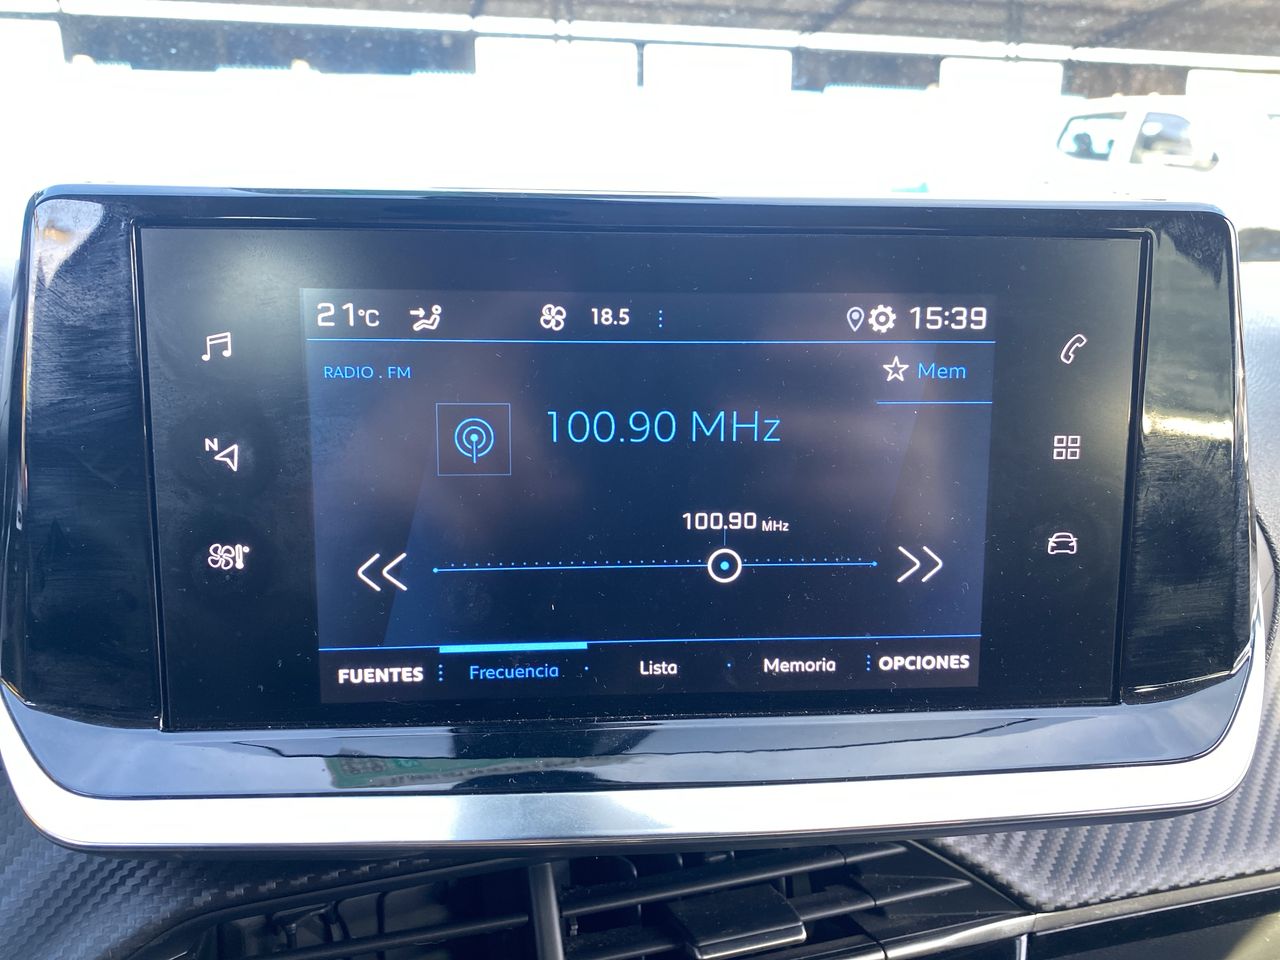 21°C 18.5 15:39
RADIO . FM Mem
100.90 MHz
100.90 MHz
N
FUENTES Frecuencia Lista Memoria OPCIONES